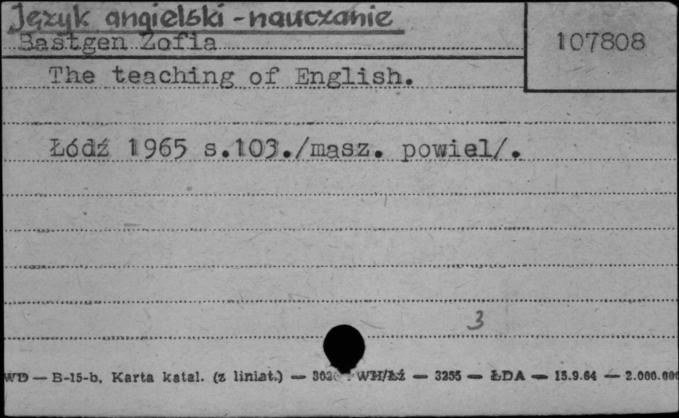 Język angielski - nauczanie
Bastgen Zofia
107808
The teaching of English.
Łódź 1965 s.103./masz. powiel/.
3
WD — B-15-b, Karta katal. (z liniat.) — WH/Łź — 3255 — ŁDA — 15.9.64 — 2.000.000